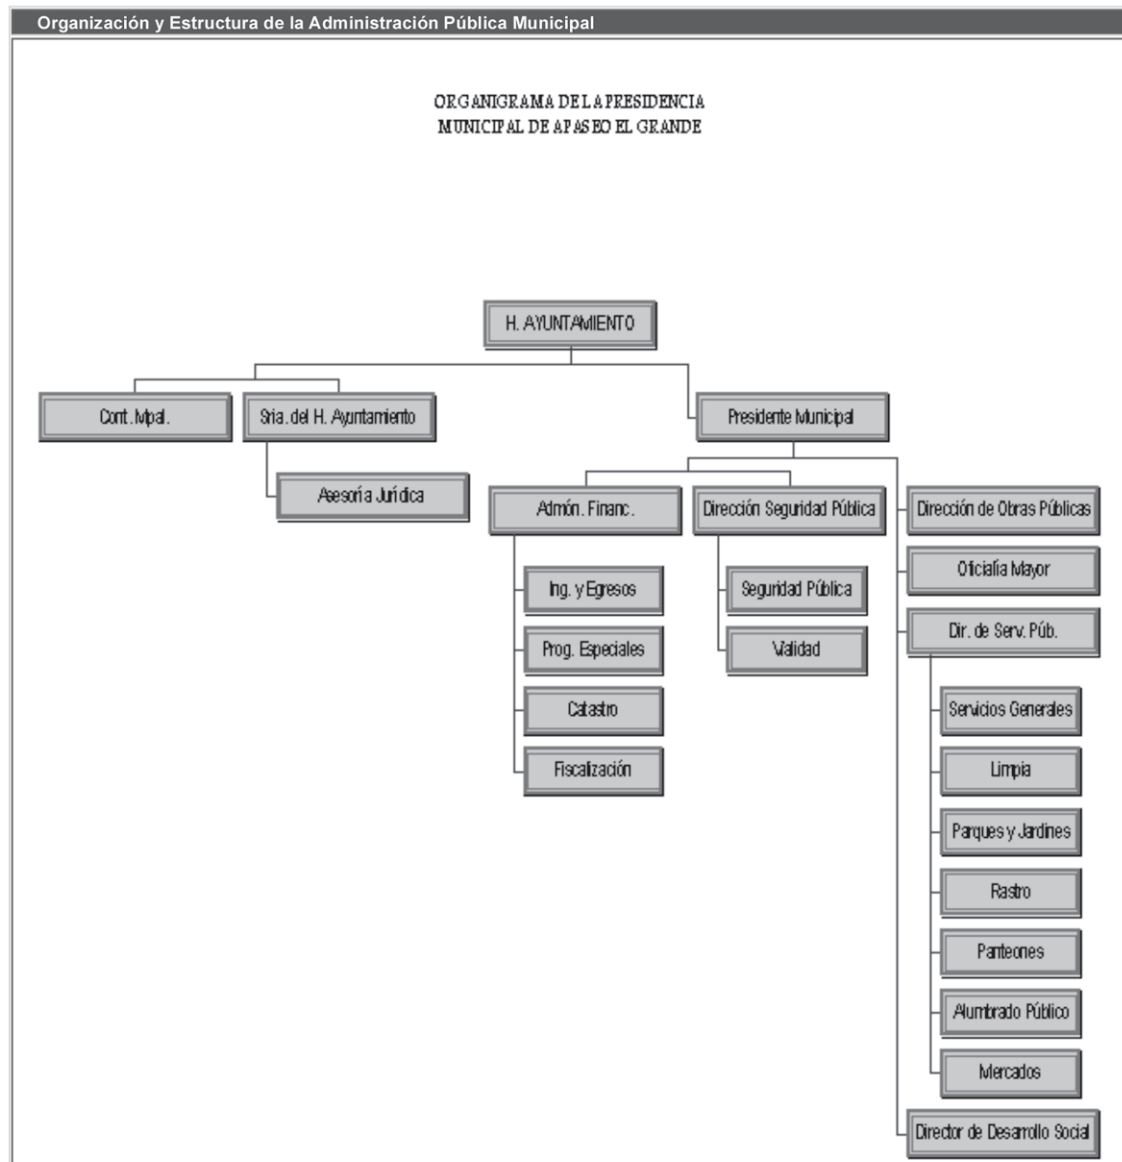 Organización y Estructura de la Administración Pública Municipal
ORGANIGRAMA DE LA PRESIDENCIA
MUNICIPAL DE APASEO EL GRANDE
H. AYUNTAMIENTO
Cont. Mpal.
Sria. del H. Ayuntamiento
Presidente Municipal
Asesoría Jurídica
Admón. Financ.
Dirección Seguridad Pública
Dirección de Obras Públicas
Ing. y Egresos
Seguridad Pública
Oficialía Mayor
Prog. Especiales
Vialidad
Dir. de Serv. Púb.
Catastro
Servicios Generales
Fiscalización
Limpia
Parques y Jardines
Rastro
Panteones
Alumbrado Público
Mercados
Director de Desarrollo Social